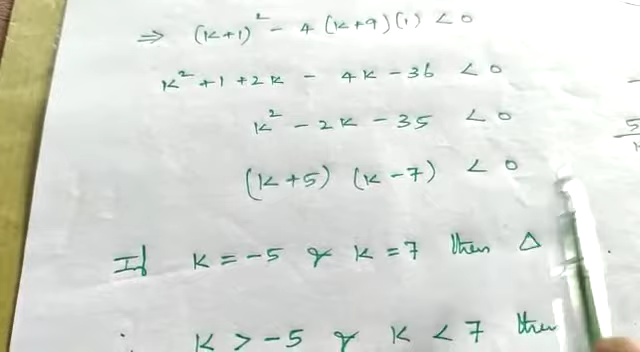 ⇒ (k+1)² - 4 (k+9)(1) < 0
k² + 1 + 2k - 4k - 36 < 0
k² - 2k - 35 < 0
(k+5) (k-7) < 0
If k = -5 & k = 7 then Δ
∴ k > -5 & k < 7 then
5